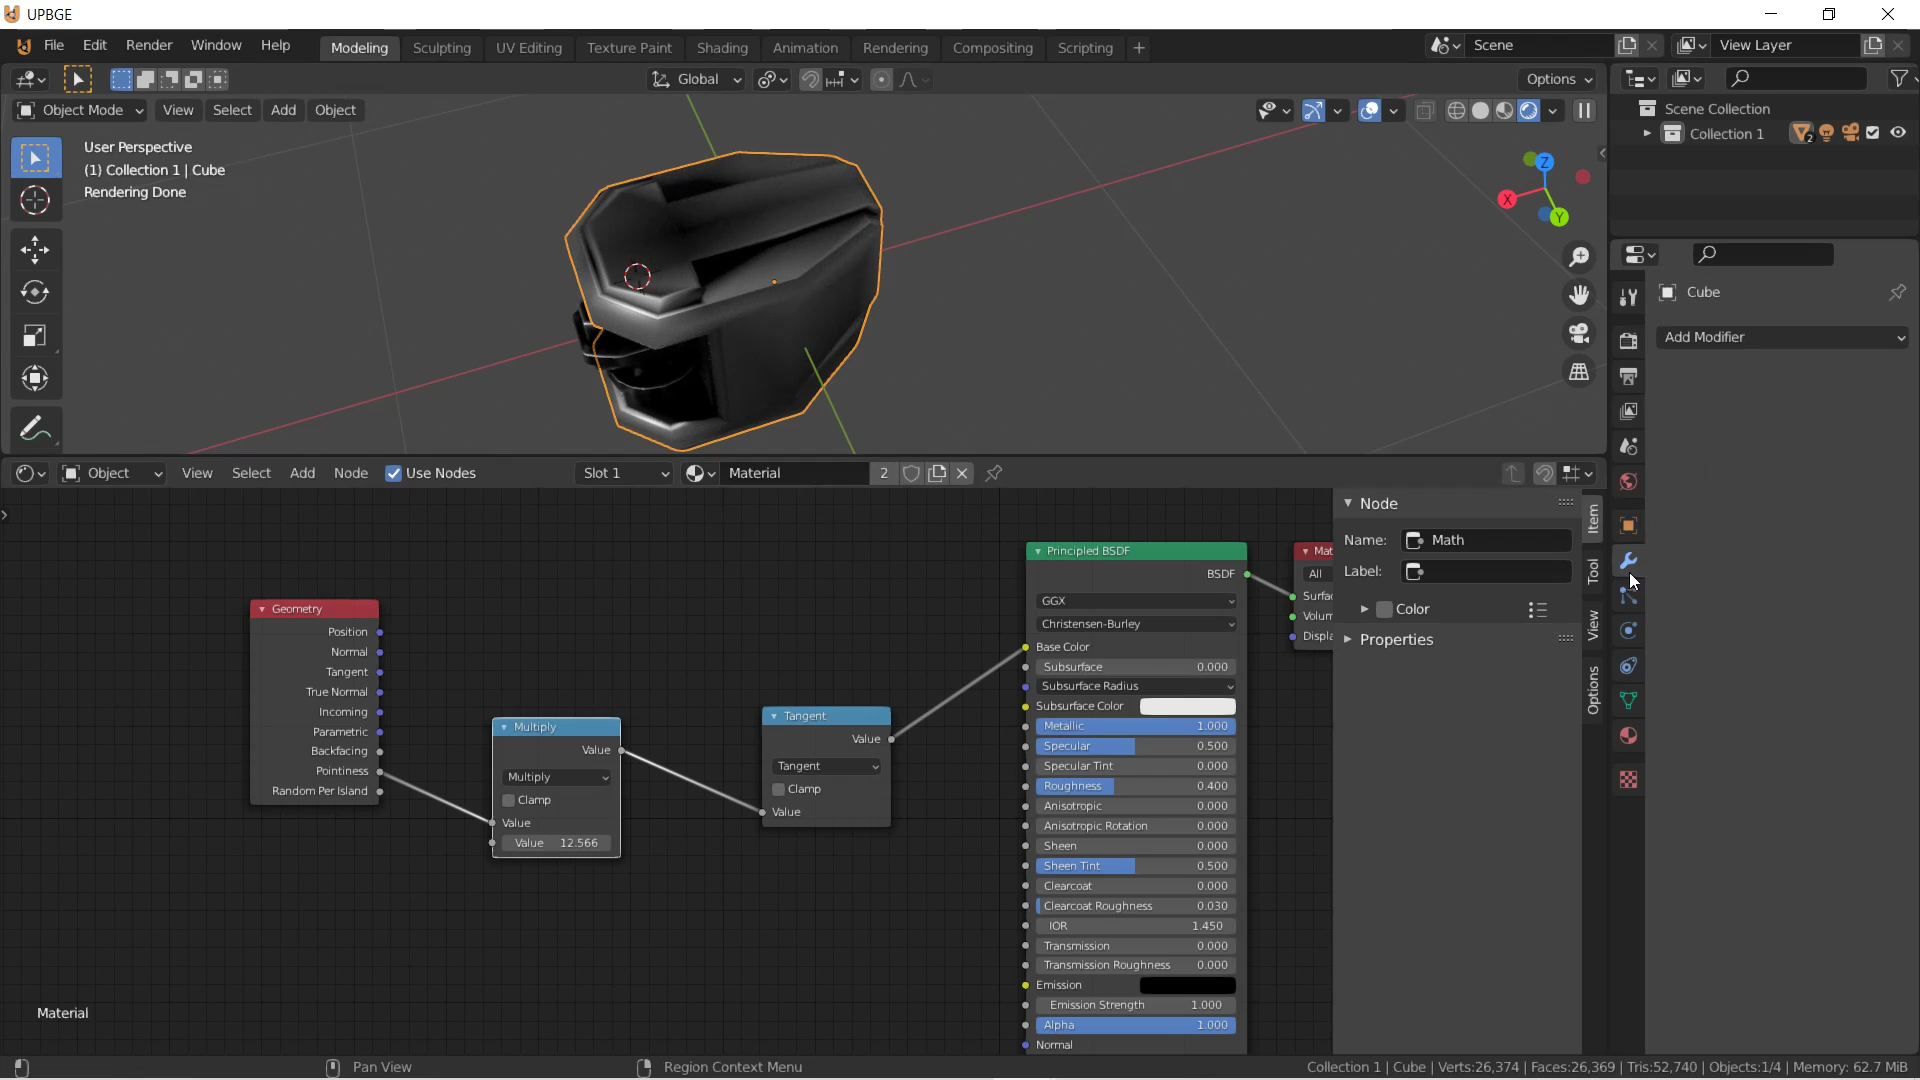 UPBGE
File Edit Render Window Help Modeling Sculpting UV Editing Texture Paint Shading Animation Rendering Compositing Scripting + Scene View Layer
Global Options
Object Mode View Select Add Object
User Perspective
(1) Collection 1 | Cube
Rendering Done
Z
X
Y
Scene Collection
Collection 1 2
Cube
Add Modifier
Object View Select Add Node Use Nodes Slot 1 Material 2
Geometry
Position
Normal
Tangent
True Normal
Incoming
Parametric
Backfacing
Pointiness
Random Per Island
Multiply
Value
Multiply
Clamp
Value
Value 12.566
Tangent
Value
Tangent
Clamp
Value
Principled BSDF
BSDF
GGX
Christensen-Burley
Base Color
Subsurface 0.000
Subsurface Radius
Subsurface Color
Metallic 1.000
Specular 0.500
Specular Tint 0.000
Roughness 0.400
Anisotropic 0.000
Anisotropic Rotation 0.000
Sheen 0.000
Sheen Tint 0.500
Clearcoat 0.000
Clearcoat Roughness 0.030
IOR 1.450
Transmission 0.000
Transmission Roughness 0.000
Emission
Emission Strength 1.000
Alpha 1.000
Normal
Mat
All
Surfac
Volum
Displa
Node
Name: Math
Label:
Color
Properties
Item
Tool
View
Options
Material
Pan View Region Context Menu Collection 1 | Cube | Verts:26,374 | Faces:26,369 | Tris:52,740 | Objects:1/4 | Memory: 62.7 MiB